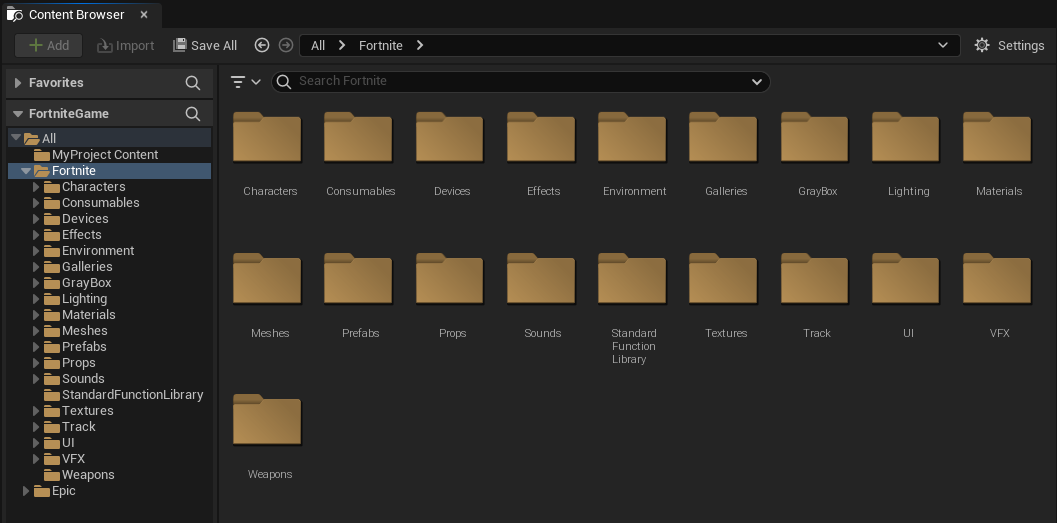 Content Browser
Add
Import
Save All
All
Fortnite
Settings
Favorites
FortniteGame
All
MyProject Content
Fortnite
Characters
Consumables
Devices
Effects
Environment
Galleries
GrayBox
Lighting
Materials
Meshes
Prefabs
Props
Sounds
StandardFunctionLibrary
Textures
Track
UI
VFX
Weapons
Epic
Search Fortnite
Characters
Consumables
Devices
Effects
Environment
Galleries
GrayBox
Lighting
Materials
Meshes
Prefabs
Props
Sounds
Standard
Function
Library
Textures
Track
UI
VFX
Weapons